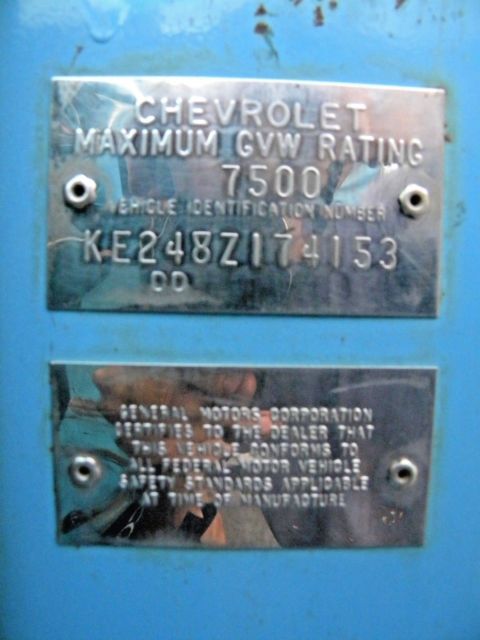 CHEVROLET
MAXIMUM GVW RATING
7500
VEHICLE IDENTIFICATION NUMBER
KE248Z174153
DD
GENERAL MOTORS CORPORATION
CERTIFIES TO THE DEALER THAT
THIS VEHICLE CONFORMS TO
ALL FEDERAL MOTOR VEHICLE
SAFETY STANDARDS APPLICABLE
AT TIME OF MANUFACTURE